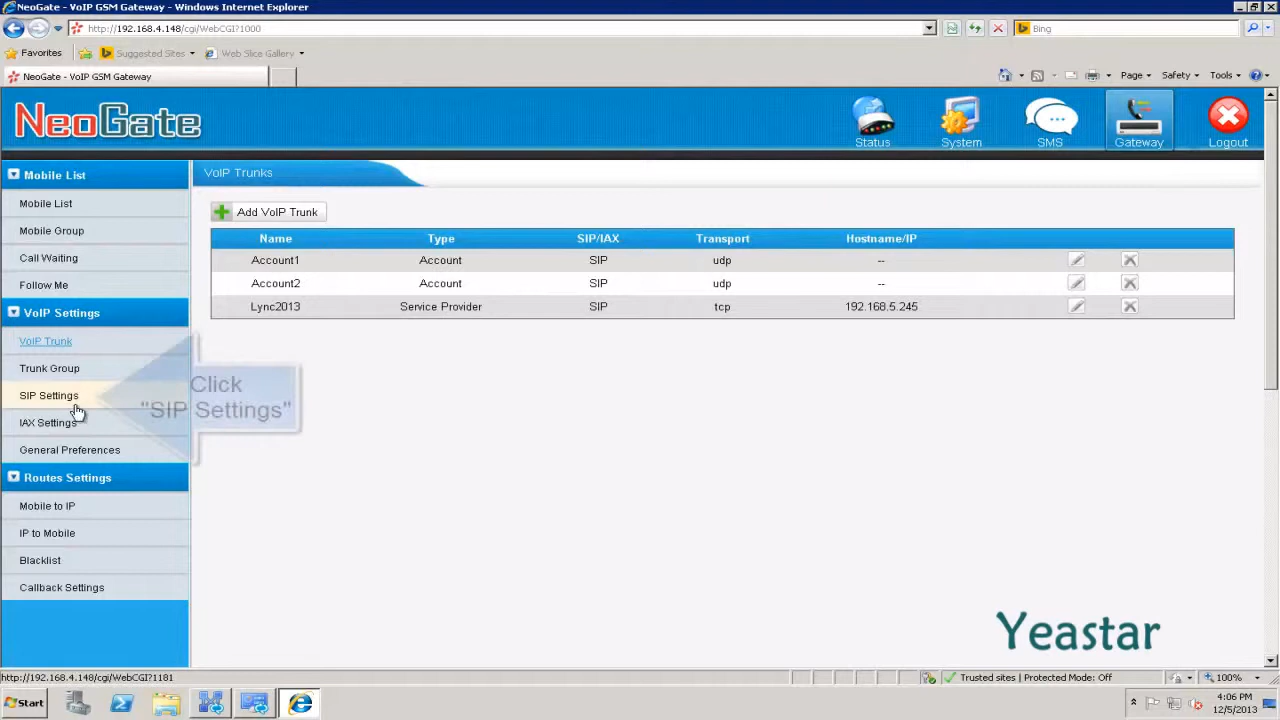 NeoGate - VoIP GSM Gateway - Windows Internet Explorer
http://192.168.4.148/cgi/WebCGI?1000
Bing
Favorites
Suggested Sites
Web Slice Gallery
NeoGate - VoIP GSM Gateway
Page
Safety
Tools
NeoGate
Status
System
SMS
Gateway
Logout
Mobile List
Mobile List
Mobile Group
Call Waiting
Follow Me
VoIP Settings
VoIP Trunk
Trunk Group
SIP Settings
IAX Settings
General Preferences
Routes Settings
Mobile to IP
IP to Mobile
Blacklist
Callback Settings
VoIP Trunks
Add VoIP Trunk
Name Type SIP/IAX Transport Hostname/IP
Account1 Account SIP udp --
Account2 Account SIP udp --
Lync2013 Service Provider SIP tcp 192.168.5.245
Click
"SIP Settings"
Yeastar
http://192.168.4.148/cgi/WebCGI?1181
Trusted sites | Protected Mode: Off
100%
Start
4:06 PM
12/5/2013